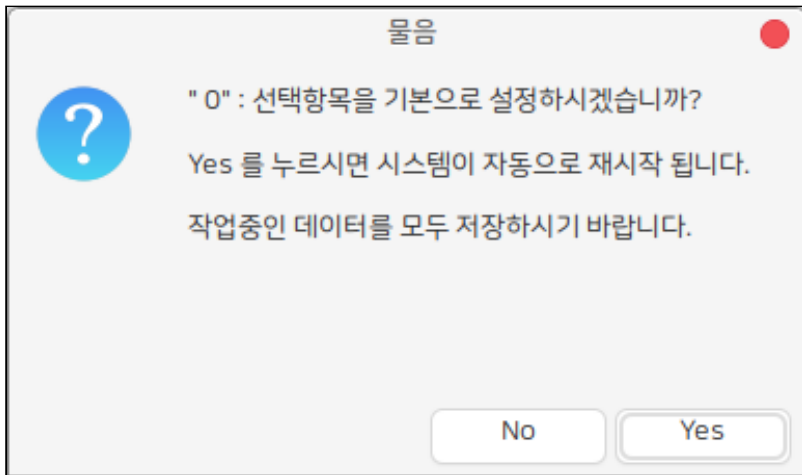 물음
?
" 0" : 선택항목을 기본으로 설정하시겠습니까?
Yes 를 누르시면 시스템이 자동으로 재시작 됩니다.
작업중인 데이터를 모두 저장하시기 바랍니다.
No
Yes